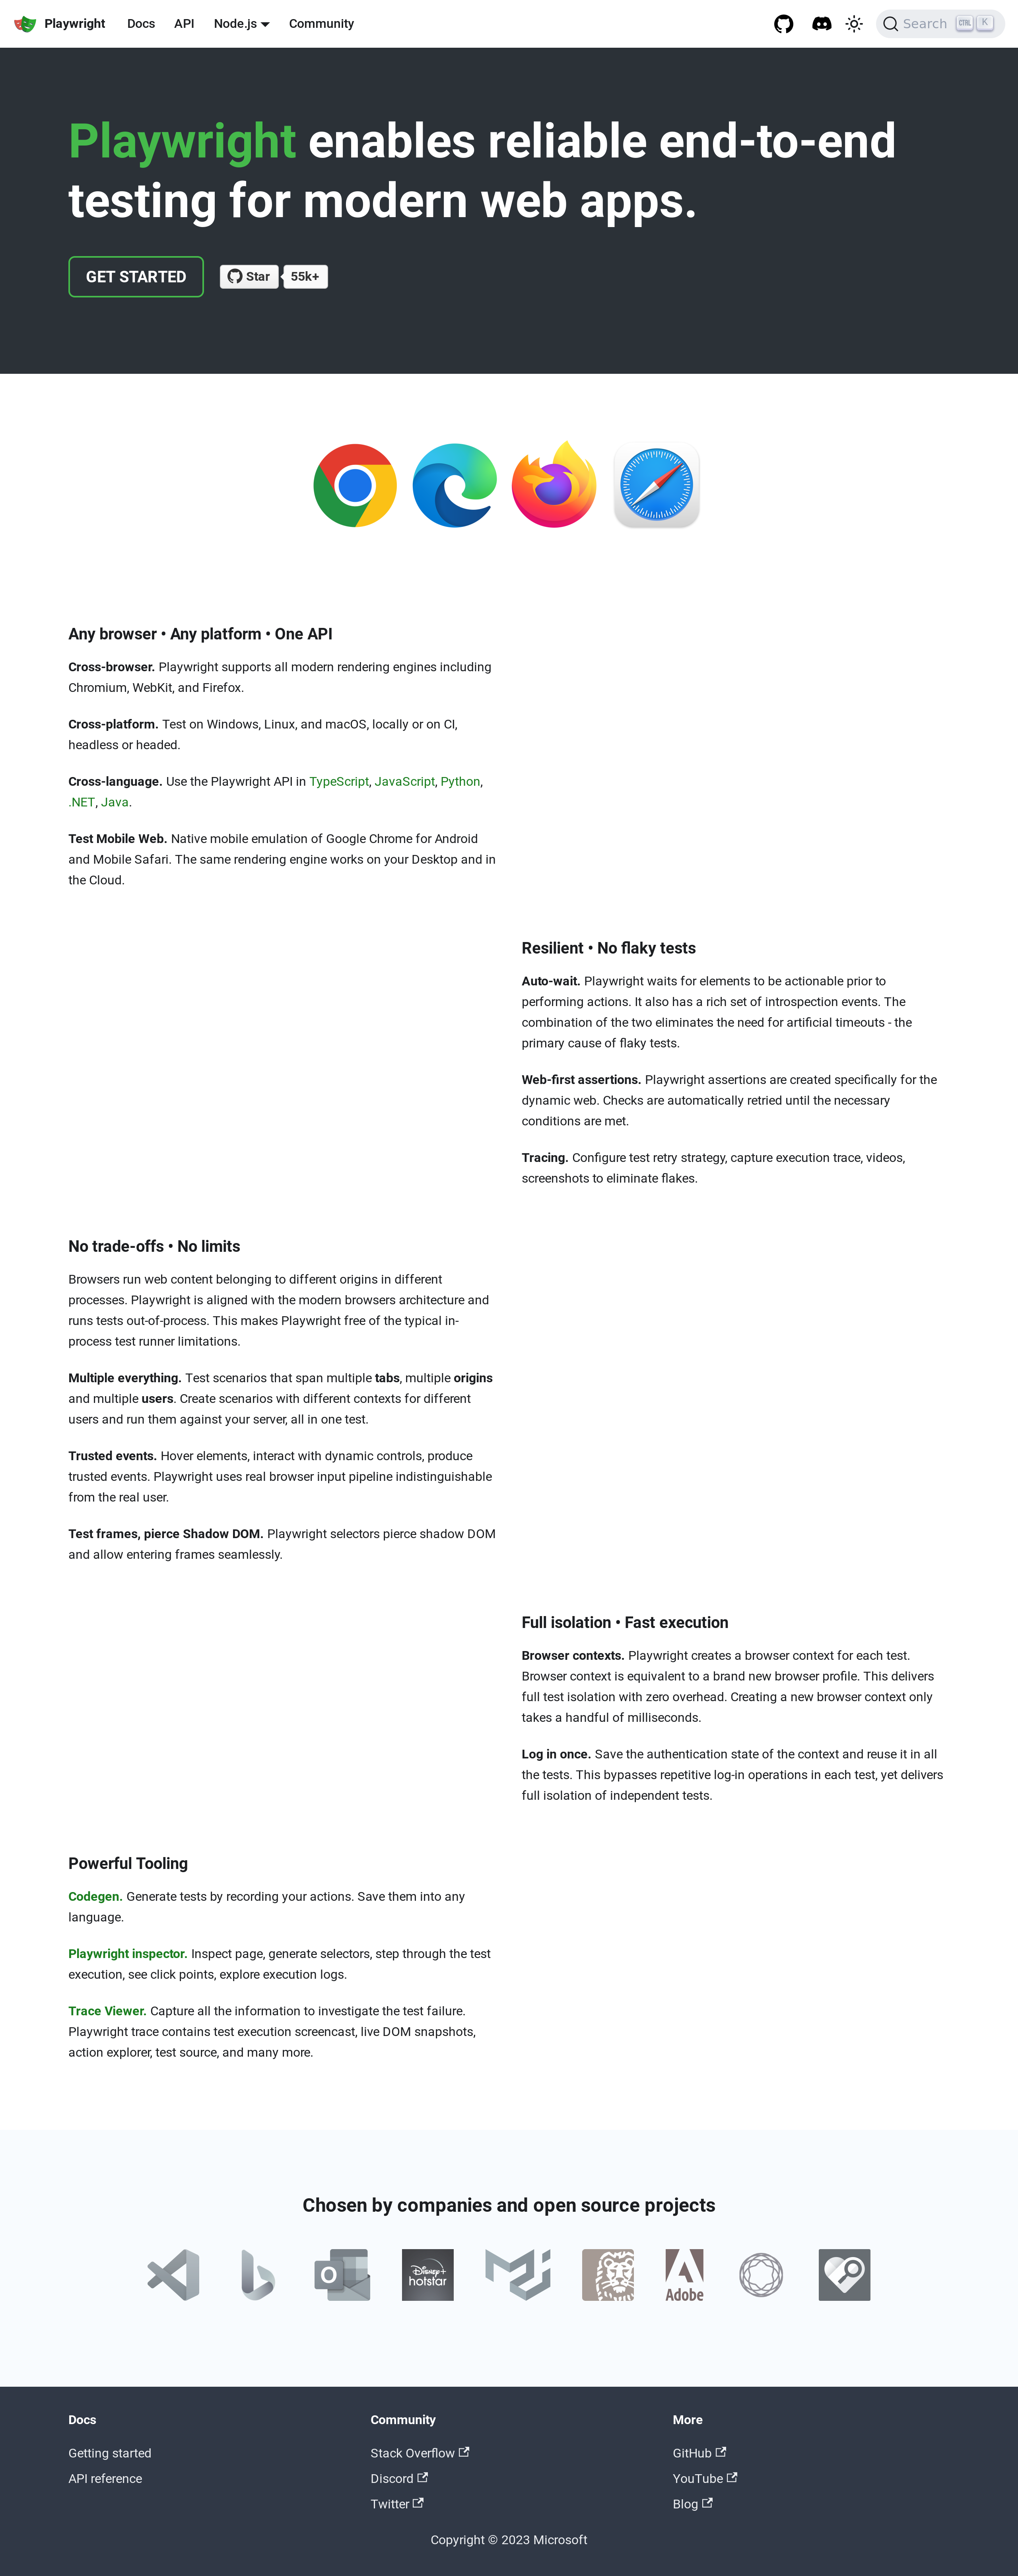 Playwright Docs API Node.js Community Search CTRL K
Playwright enables reliable end-to-end
testing for modern web apps.
GET STARTED Star 55k+
Any browser • Any platform • One API
Cross-browser. Playwright supports all modern rendering engines including
Chromium, WebKit, and Firefox.
Cross-platform. Test on Windows, Linux, and macOS, locally or on CI,
headless or headed.
Cross-language. Use the Playwright API in TypeScript, JavaScript, Python,
.NET, Java.
Test Mobile Web. Native mobile emulation of Google Chrome for Android
and Mobile Safari. The same rendering engine works on your Desktop and in
the Cloud.
Resilient • No flaky tests
Auto-wait. Playwright waits for elements to be actionable prior to
performing actions. It also has a rich set of introspection events. The
combination of the two eliminates the need for artificial timeouts - the
primary cause of flaky tests.
Web-first assertions. Playwright assertions are created specifically for the
dynamic web. Checks are automatically retried until the necessary
conditions are met.
Tracing. Configure test retry strategy, capture execution trace, videos,
screenshots to eliminate flakes.
No trade-offs • No limits
Browsers run web content belonging to different origins in different
processes. Playwright is aligned with the modern browsers architecture and
runs tests out-of-process. This makes Playwright free of the typical in-
process test runner limitations.
Multiple everything. Test scenarios that span multiple tabs, multiple origins
and multiple users. Create scenarios with different contexts for different
users and run them against your server, all in one test.
Trusted events. Hover elements, interact with dynamic controls, produce
trusted events. Playwright uses real browser input pipeline indistinguishable
from the real user.
Test frames, pierce Shadow DOM. Playwright selectors pierce shadow DOM
and allow entering frames seamlessly.
Full isolation • Fast execution
Browser contexts. Playwright creates a browser context for each test.
Browser context is equivalent to a brand new browser profile. This delivers
full test isolation with zero overhead. Creating a new browser context only
takes a handful of milliseconds.
Log in once. Save the authentication state of the context and reuse it in all
the tests. This bypasses repetitive log-in operations in each test, yet delivers
full isolation of independent tests.
Powerful Tooling
Codegen. Generate tests by recording your actions. Save them into any
language.
Playwright inspector. Inspect page, generate selectors, step through the test
execution, see click points, explore execution logs.
Trace Viewer. Capture all the information to investigate the test failure.
Playwright trace contains test execution screencast, live DOM snapshots,
action explorer, test source, and many more.
Chosen by companies and open source projects
O
Disney+
hotstar
Adobe
Docs
Getting started
API reference
Community
Stack Overflow
Discord
Twitter
More
GitHub
YouTube
Blog
Copyright © 2023 Microsoft